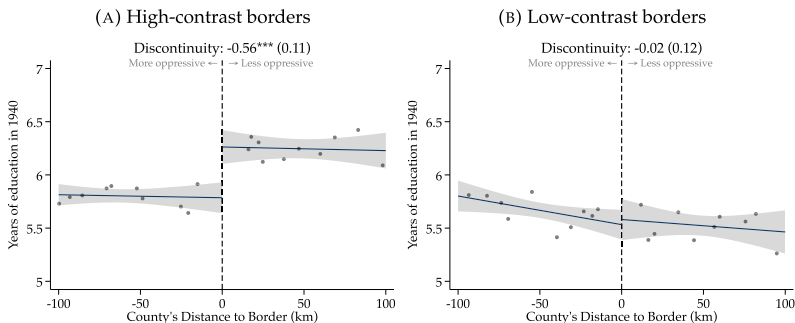 (A) High-contrast borders
Discontinuity: -0.56*** (0.11)
More oppressive ← → Less oppressive
Years of education in 1940
7
6.5
6
5.5
5
-100 -50 0 50 100
County's Distance to Border (km)
(B) Low-contrast borders
Discontinuity: -0.02 (0.12)
More oppressive ← → Less oppressive
Years of education in 1940
7
6.5
6
5.5
5
-100 -50 0 50 100
County's Distance to Border (km)